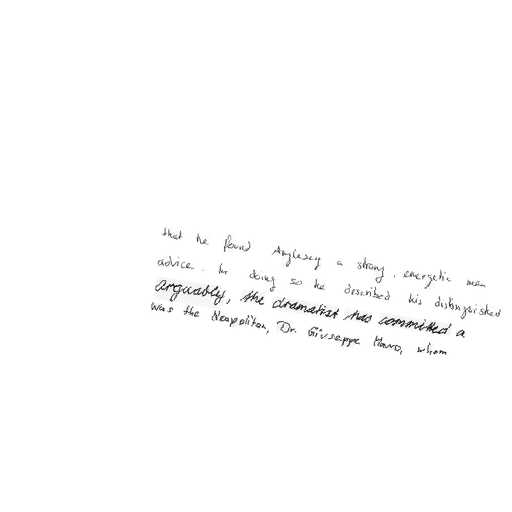 that he found Anglesey a strong, energetic man
advice. In doing so he described his distinguished
arguably, the dramatist has committed a
was the Neapolitan, Dr. Giuseppe Mauro, whom